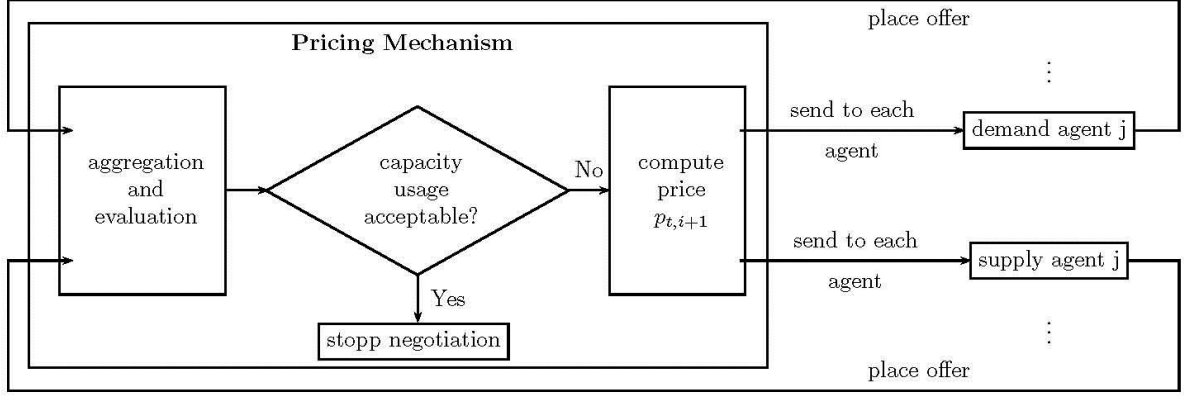 place offer
Pricing Mechanism
⋮
send to each
agent
demand agent j
aggregation
and
evaluation
capacity
usage
acceptable?
No
compute
price
p_{t,i+1}
send to each
agent
supply agent j
Yes
stopp negotiation
⋮
place offer